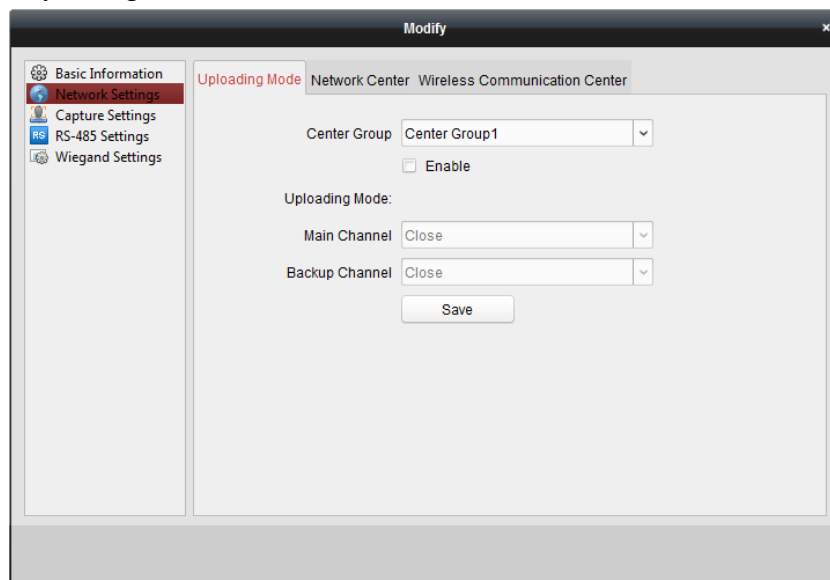 Modify
×
Basic Information
Network Settings
Capture Settings
RS RS-485 Settings
Wiegand Settings
Uploading Mode Network Center Wireless Communication Center
Center Group Center Group1
Enable
Uploading Mode:
Main Channel Close
Backup Channel Close
Save